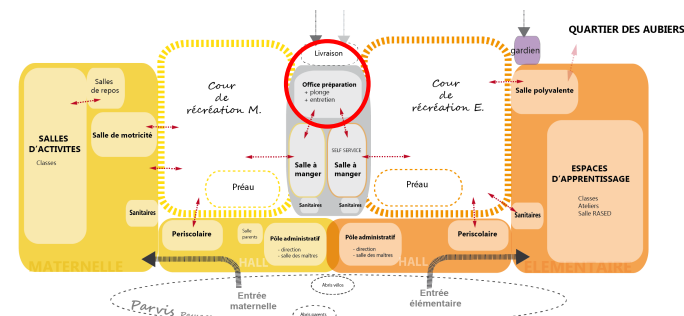 QUARTIER DES AUBIERS
Livraison
gardien
Salles
de repos
Cour
de
récréation M.
Office préparation
+ plonge
+ entretien
Cour
de
récréation E.
Salle polyvalente
SALLES
D'ACTIVITES
Classes
Salle de motricité
Salle à
manger
SELF SERVICE
Salle à
manger
ESPACES
D'APPRENTISSAGE
Classes
Ateliers
Salle RASED
Préau
Préau
Sanitaires
Sanitaires
Sanitaires
Sanitaires
Periscolaire
Salle
parents
Pôle administratif
- direction
- salle des maîtres
Pôle administratif
- direction
- salle des maîtres
Periscolaire
MATERNELLE
HALL
HALL
ELEMENTAIRE
Entrée
maternelle
Abris vélos
Entrée
élémentaire
Parvis
Abris parents